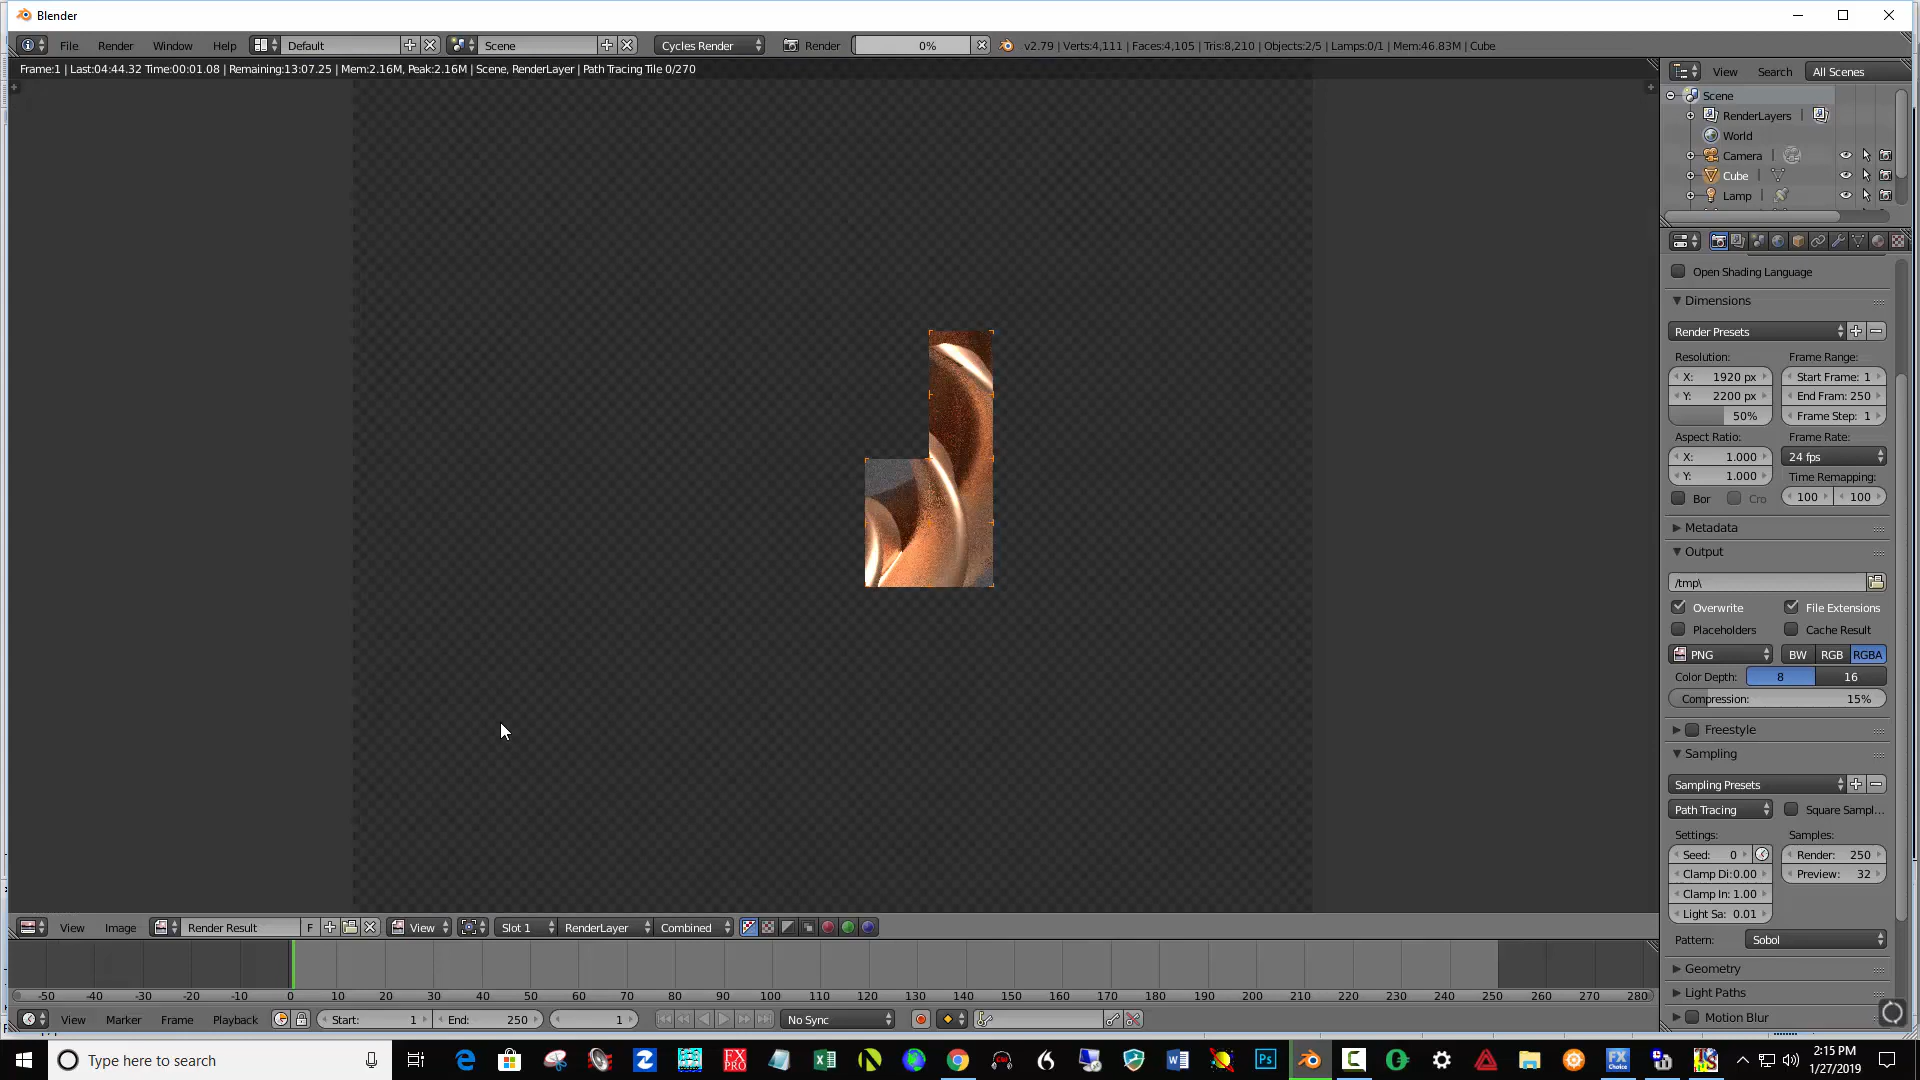 Blender
File Render Window Help Default Scene Cycles Render Render 0% v2.79 | Verts:4,111 | Faces:4,105 | Tris:8,210 | Objects:2/5 | Lamps:0/1 | Mem:46.83M | Cube
Frame:1 | Last:04:44.32 Time:00:01.08 | Remaining:13:07.25 | Mem:2.16M, Peak:2.16M | Scene, RenderLayer | Path Tracing Tile 0/270
View Search All Scenes
Scene
RenderLayers
World
Camera
Cube
Lamp
Open Shading Language
Dimensions
Render Presets
Resolution: Frame Range:
X: 1920 px Start Frame: 1
Y: 2200 px End Fram: 250
50% Frame Step: 1
Aspect Ratio: Frame Rate:
X: 1.000 24 fps
Y: 1.000 Time Remapping:
Bor Cro 100 100
Metadata
Output
/tmp\
Overwrite File Extensions
Placeholders Cache Result
PNG BW RGB RGBA
Color Depth: 8 16
Compression: 15%
Freestyle
Sampling
Sampling Presets
Path Tracing Square Sampl...
Settings: Samples:
Seed: 0 Render: 250
Clamp Di:0.00 Preview: 32
Clamp In: 1.00
Light Sa: 0.01
Pattern: Sobol
Geometry
Light Paths
Motion Blur
View Image Render Result F View Slot 1 RenderLayer Combined
-50 -40 -30 -20 -10 0 10 20 30 40 50 60 70 80 90 100 110 120 130 140 150 160 170 180 190 200 210 220 230 240 250 260 270 280
View Marker Frame Playback Start: 1 End: 250 1 No Sync
Type here to search
2:15 PM
1/27/2019